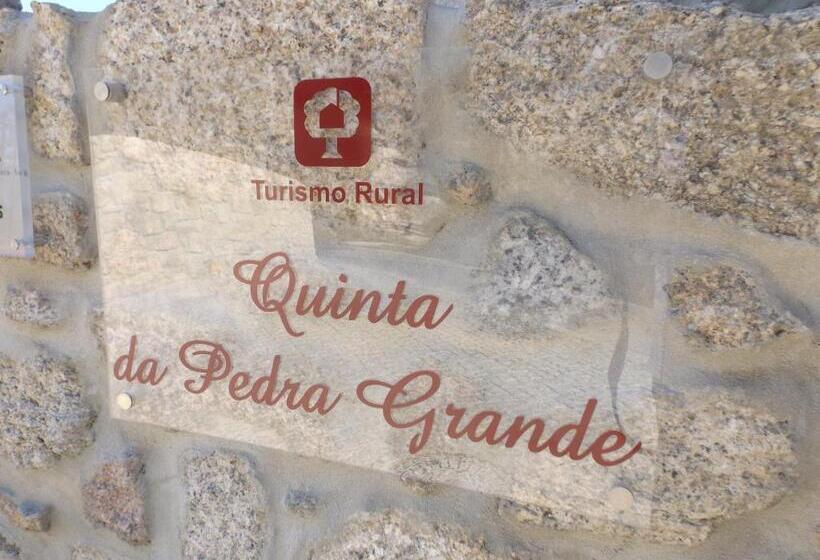 Turismo Rural
Quinta
da Pedra Grande